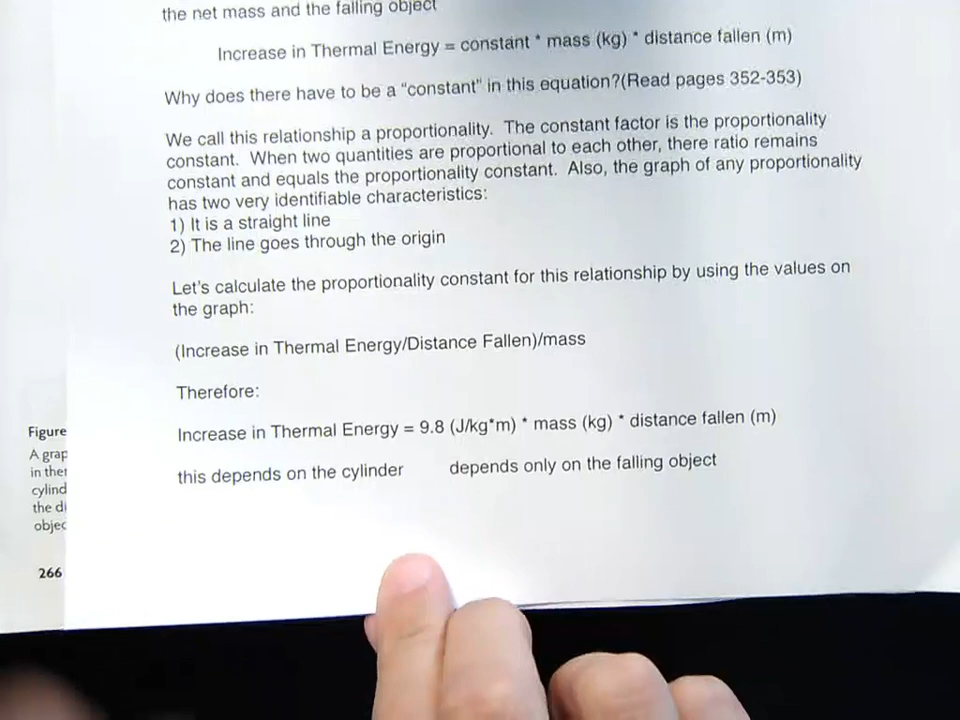 the net mass and the falling object
Increase in Thermal Energy = constant * mass (kg) * distance fallen (m)
Why does there have to be a "constant" in this equation?(Read pages 352-353)
We call this relationship a proportionality. The constant factor is the proportionality
constant. When two quantities are proportional to each other, there ratio remains
constant and equals the proportionality constant. Also, the graph of any proportionality
has two very identifiable characteristics:
1) It is a straight line
2) The line goes through the origin
Let's calculate the proportionality constant for this relationship by using the values on
the graph:
(Increase in Thermal Energy/Distance Fallen)/mass
Therefore:
Increase in Thermal Energy = 9.8 (J/kg*m) * mass (kg) * distance fallen (m)
this depends on the cylinder depends only on the falling object
Figure
A grap
in ther
cylind
the di
objec
266